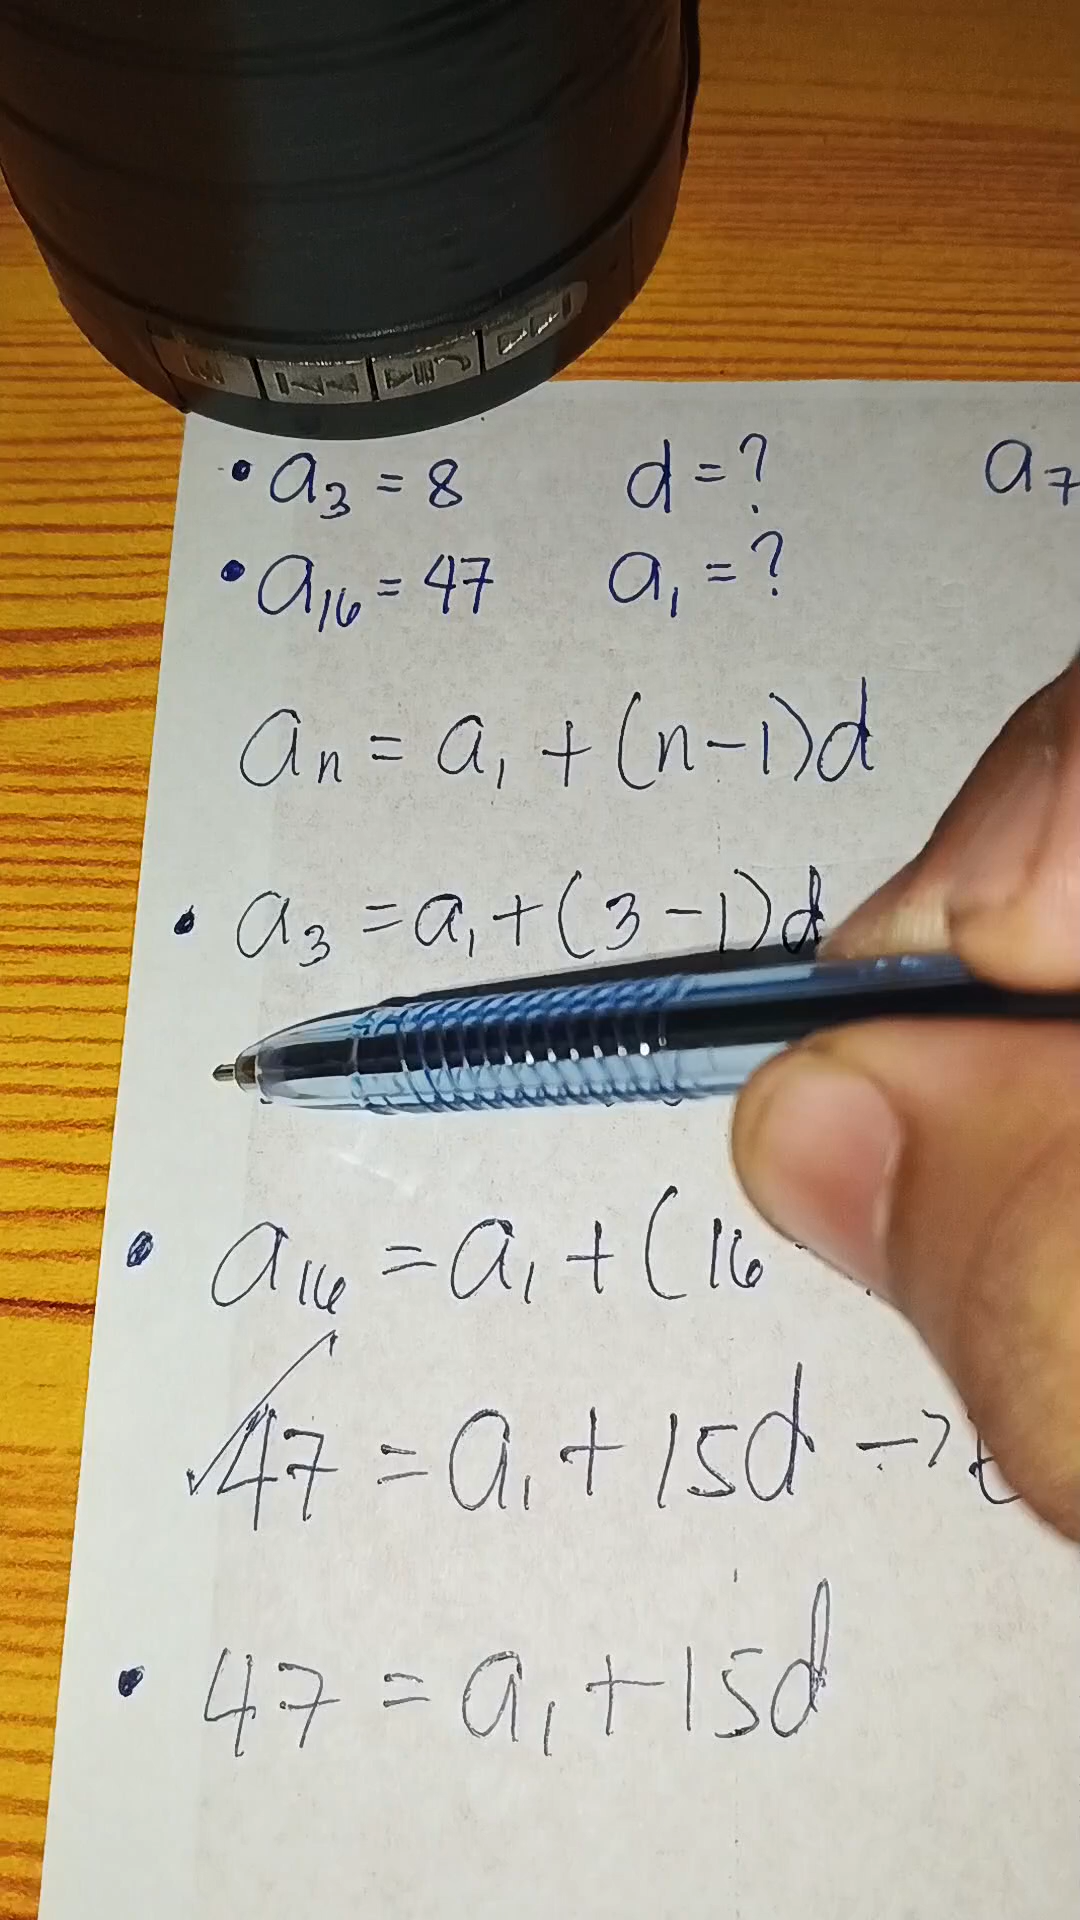 • a₃ = 8 d = ? a₇
• a₁₆ = 47 a₁ = ?
aₙ = a₁ + (n-1)d
• a₃ = a₁ + (3-1)d
• a₁₆ = a₁ + (16
✓47 = a₁ + 15d →
• 47 = a₁ + 15d